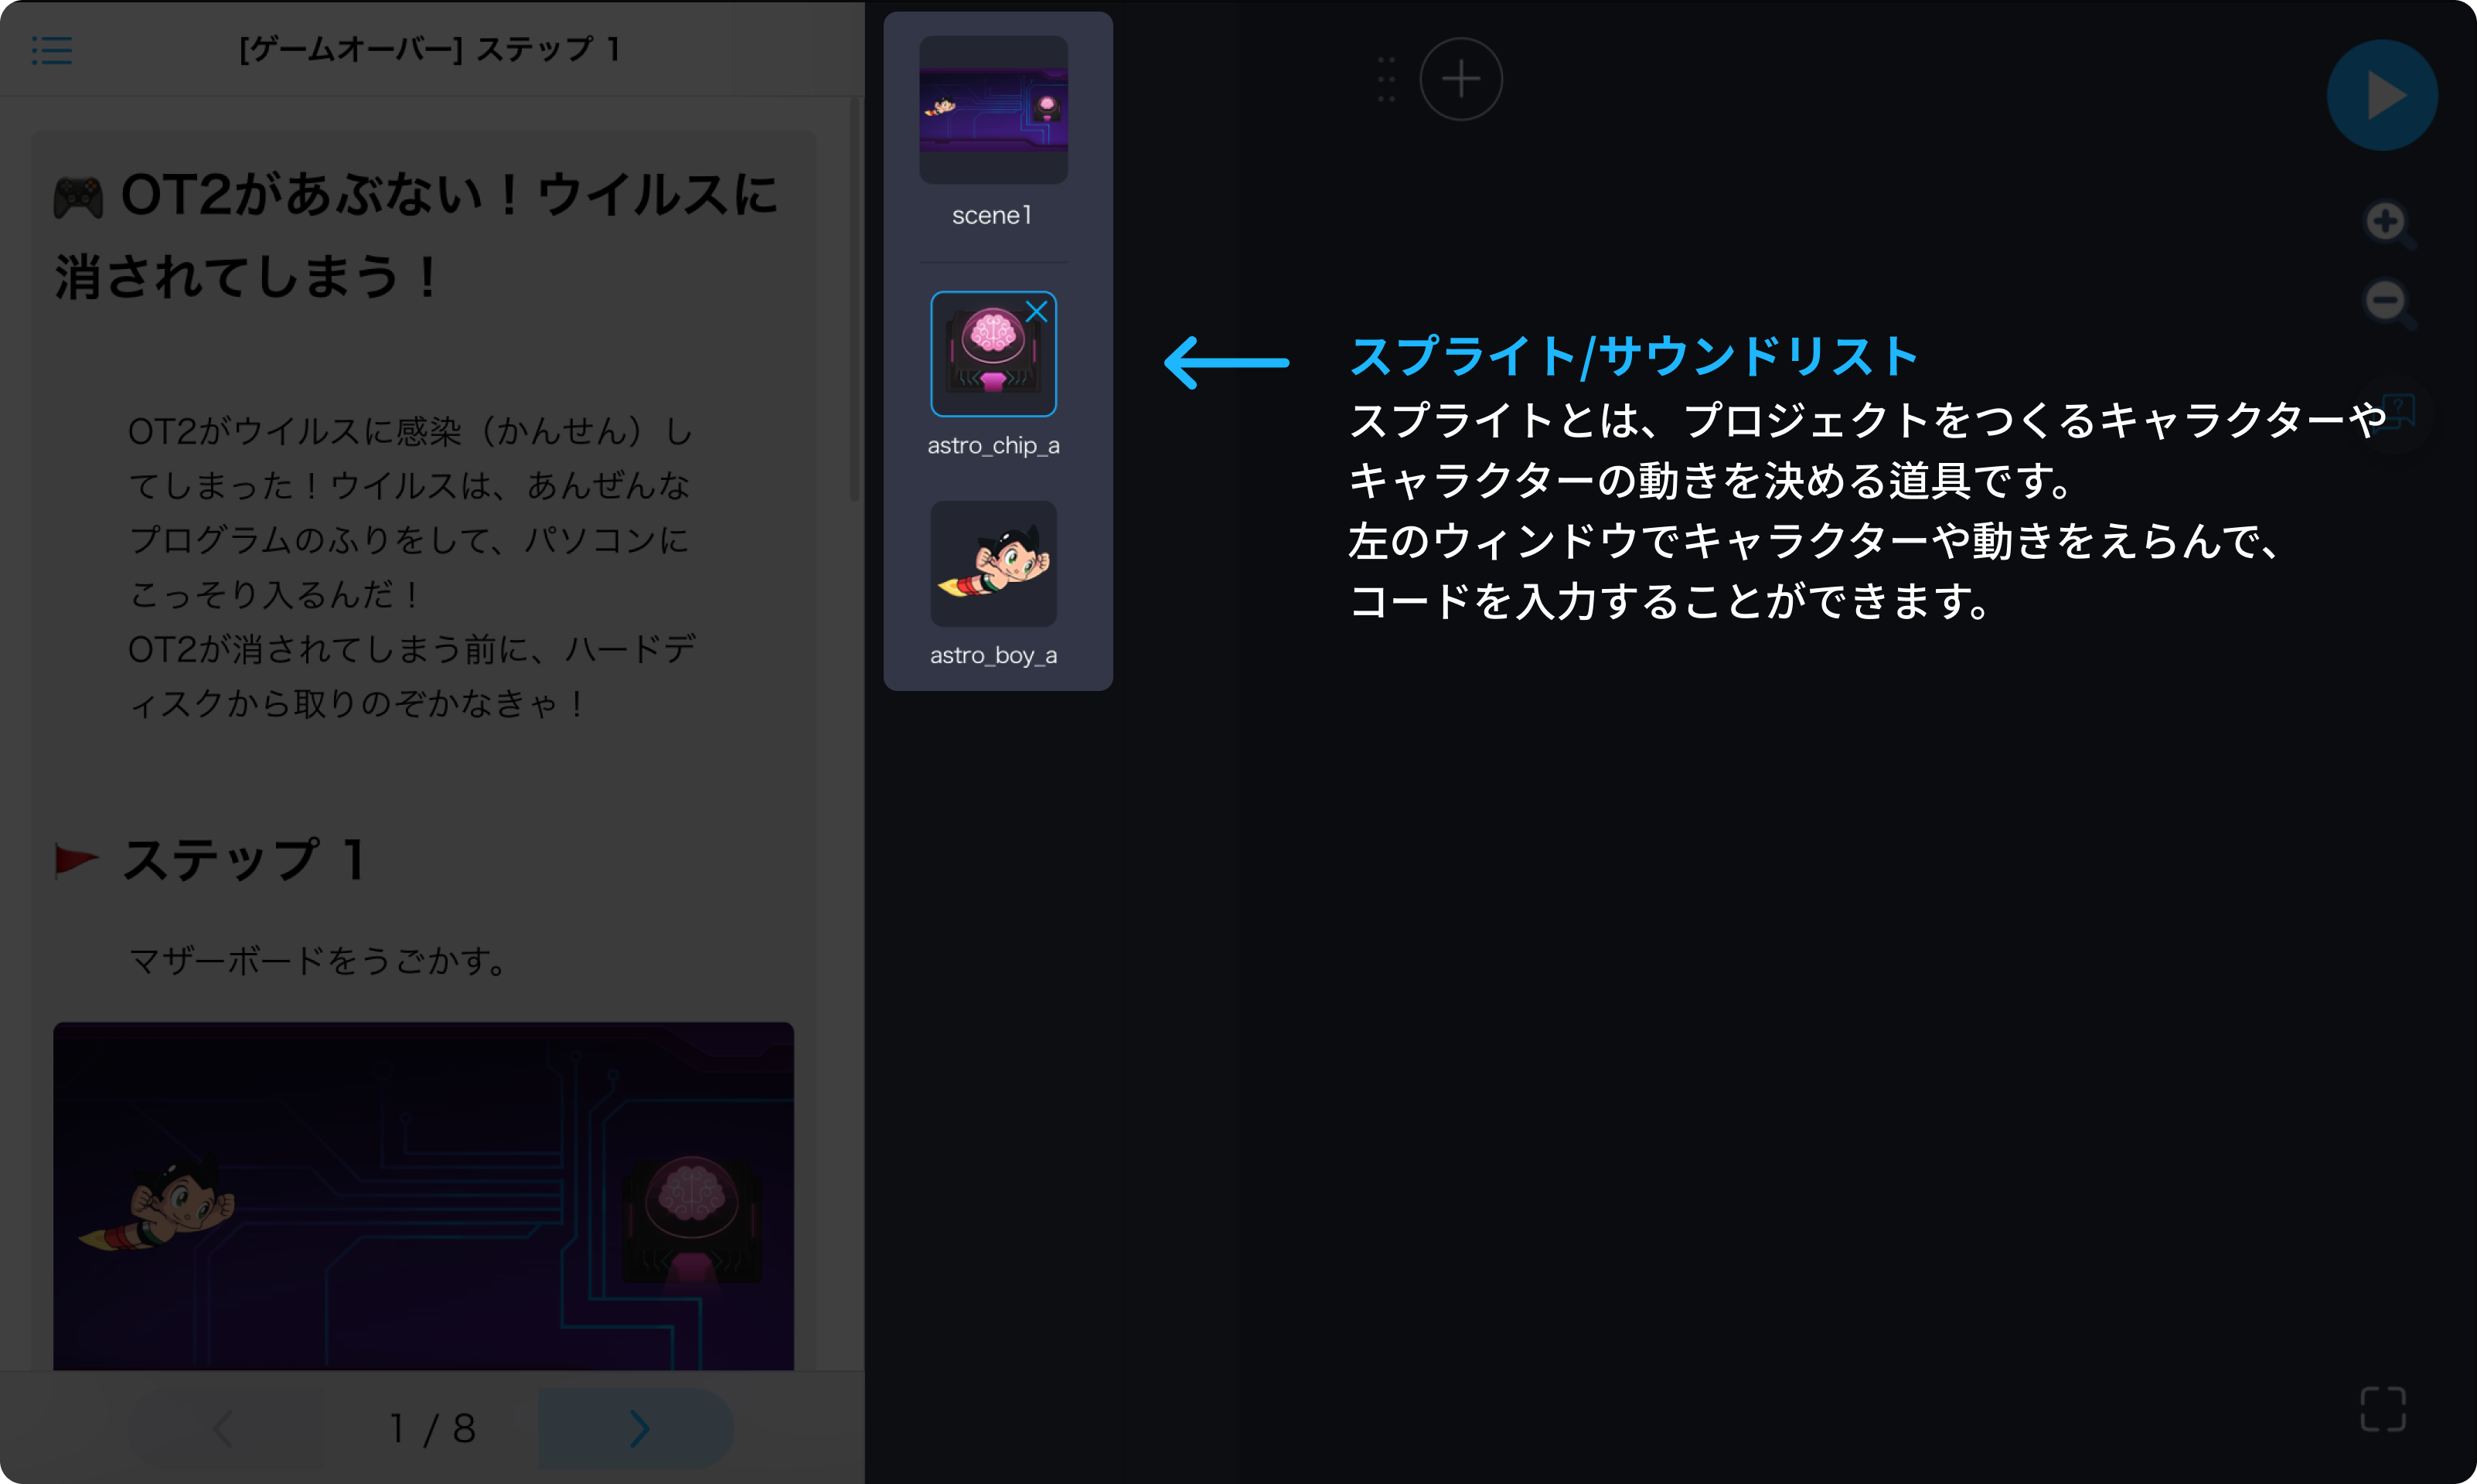 [ゲームオーバー] ステップ 1
OT2があぶない！ウイルスに
消されてしまう！
OT2がウイルスに感染（かんせん）し
てしまった！ウイルスは、あんぜんな
プログラムのふりをして、パソコンに
こっそり入るんだ！
OT2が消されてしまう前に、ハードデ
ィスクから取りのぞかなきゃ！
ステップ 1
マザーボードをうごかす。
1 / 8
scene1
astro_chip_a
astro_boy_a
スプライト/サウンドリスト
スプライトとは、プロジェクトをつくるキャラクターや
キャラクターの動きを決める道具です。
左のウィンドウでキャラクターや動きをえらんで、
コードを入力することができます。
?